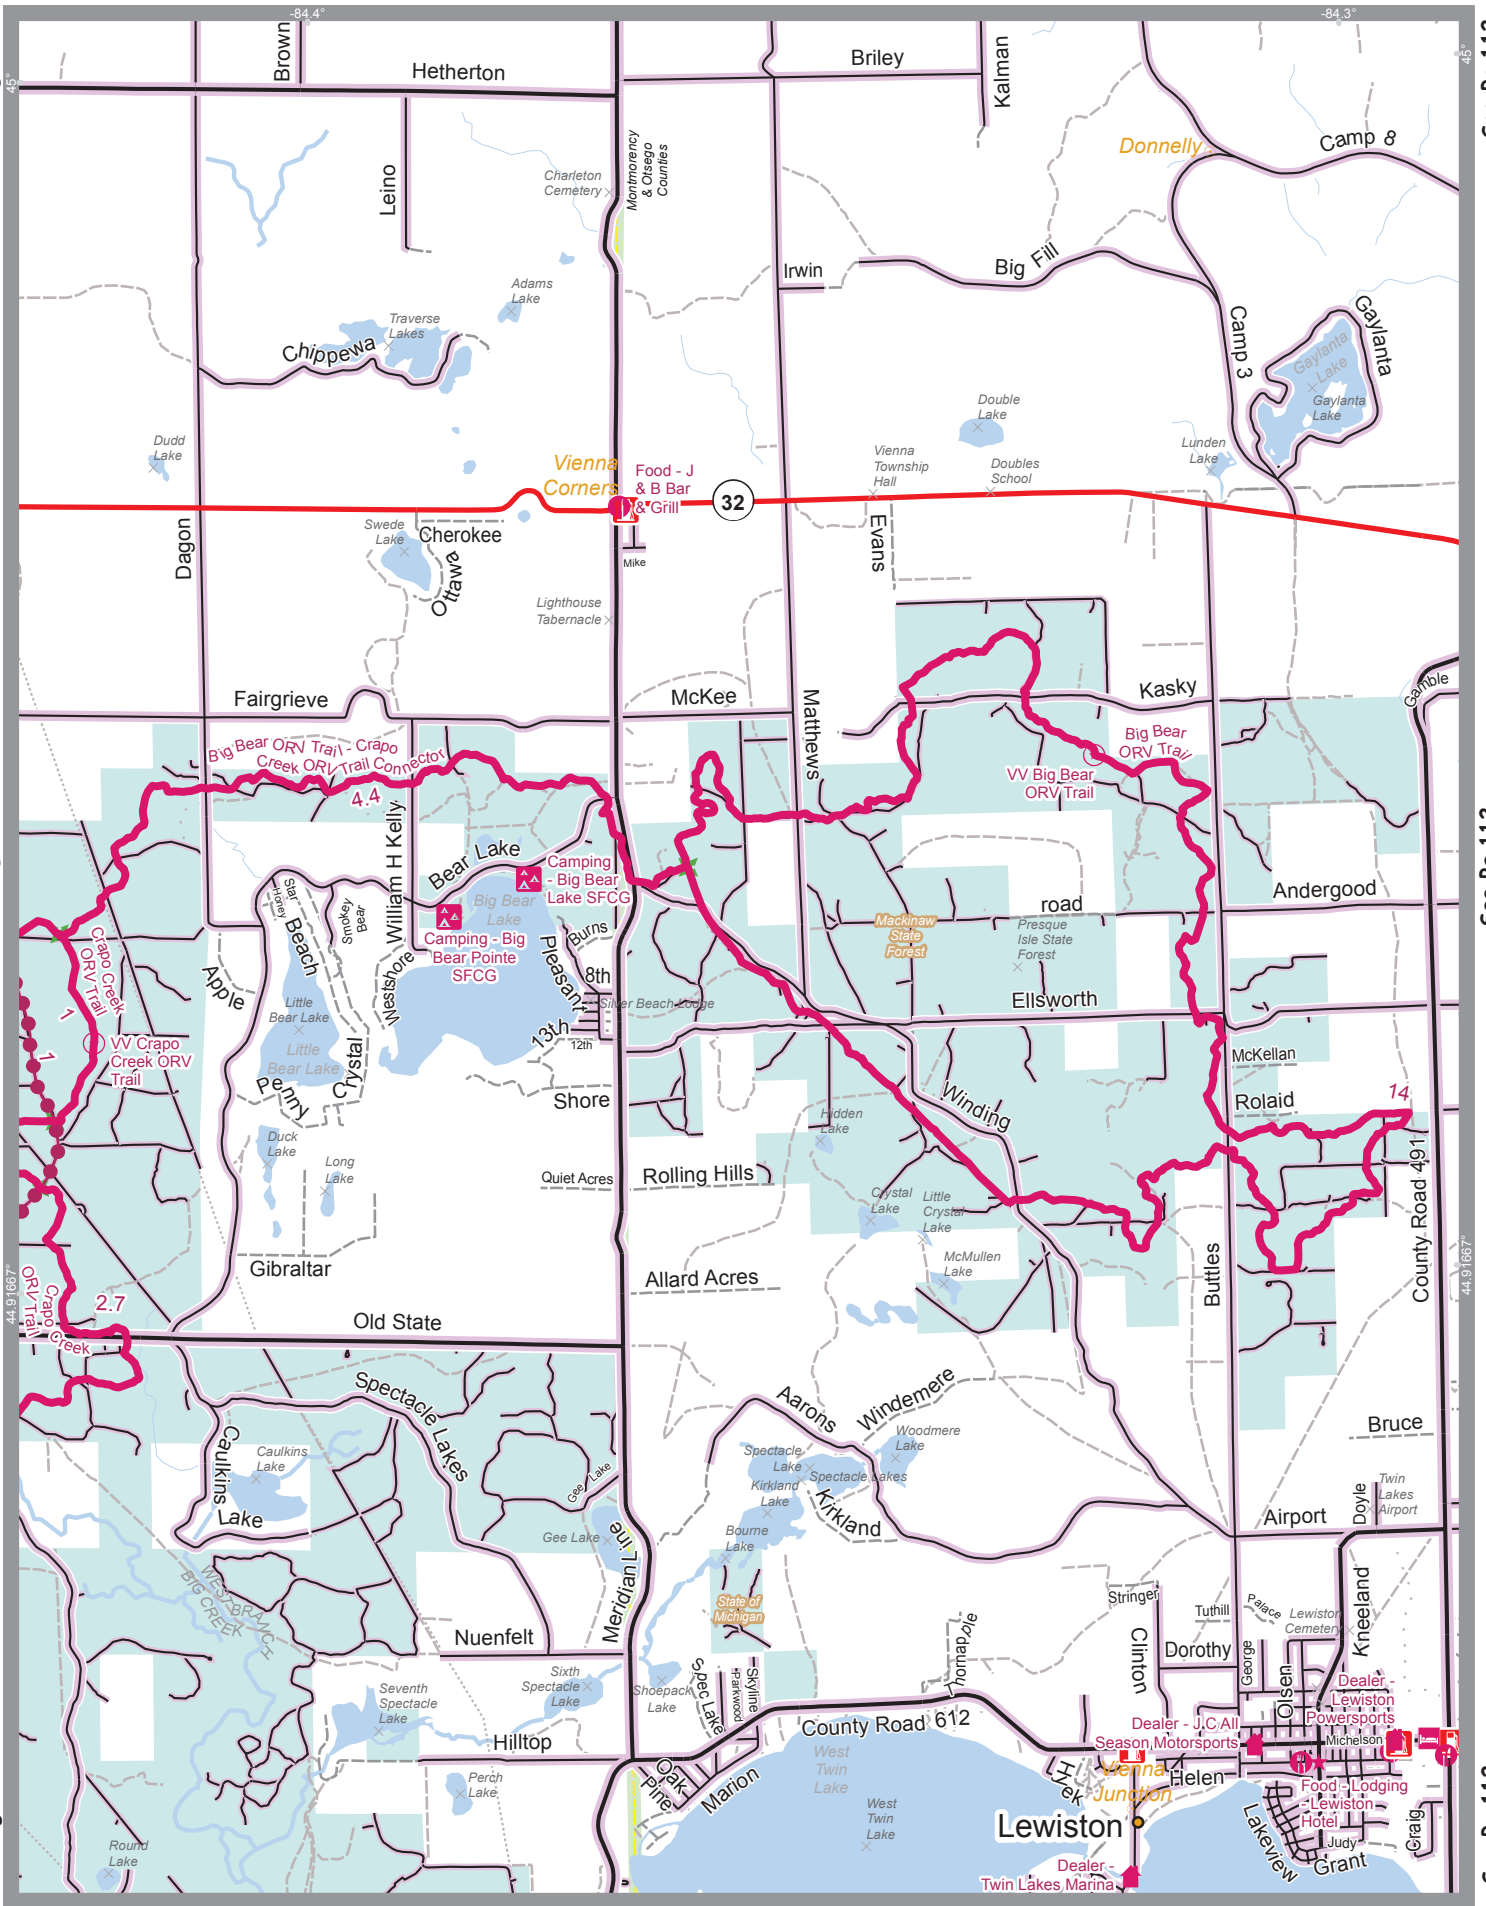 -84.4°
-84.3°
45°
45°
Brown
Hetherton
Briley
Kalman
Leino
Charleton
Cemetery
Montmorency
& Otsego
Counties
Donnelly
Camp 8
Irwin
Big Fill
Adams
Lake
Traverse
Lakes
Chippewa
Camp 3
Gaylanta
Gaylanta
Lake
Gaylanta
Lake
Double
Lake
Dudd
Lake
Vienna
Corners
Food - J
& B Bar
& Grill
32
Vienna
Township
Hall
Doubles
School
Lunden
Lake
Dagon
Swede
Lake
Cherokee
Ottawa
Mike
Evans
Lighthouse
Tabernacle
Fairgrieve
McKee
Matthews
Kasky
Gamble
Big Bear ORV Trail - Crapo
Creek ORV Trail Connector
4.4
Big Bear
ORV Trail
VV Big Bear
ORV Trail
William H Kelly
Bear Lake
Camping
- Big Bear
Lake SFCG
Big Bear
Lake
Camping - Big
Bear Pointe
SFCG
Star
Honey
Beach
Smokey
Bear
Westshore
Pleasant
Burns
8th
Silver Beach Lodge
13th
12th
Shore
Andergood
road
Mackinaw
State
Forest
Presque
Isle State
Forest
Ellsworth
Crapo Creek
ORV Trail
1
1
VV Crapo
Creek ORV
Trail
Apple
Little
Bear Lake
Little
Bear Lake
Penny
Crystal
McKellan
Rolaid
14
Winding
Hidden
Lake
Duck
Lake
Long
Lake
Quiet Acres
Rolling Hills
Crystal
Lake
Little
Crystal
Lake
McMullen
Lake
County Road 491
Buttles
Gibraltar
Allard Acres
44.91667°
44.91667°
2.7
Crapo Creek
ORV Trail
Old State
Spectacle Lakes
Aarons
Windemere
Woodmere
Lake
Bruce
Caulkins
Lake
Caulkins
Lake
Spectacle
Lake
Spectacle Lakes
Kirkland
Lake
Kirkland
Gee Lake
Gee Lake
Meridian Line
Bourne
Lake
Airport
Doyle
Twin
Lakes
Airport
WEST BRANCH
BIG CREEK
State of
Michigan
Nuenfelt
Stringer
Tuthill
Palace
Lewiston
Cemetery
Kneeland
Clinton
Dorothy
George
Olsen
Thornapple
Spec Lake
Parkwood
Skyline
Sixth
Spectacle
Lake
Shoepack
Lake
Seventh
Spectacle
Lake
Hilltop
County Road 612
Dealer -
Lewiston
Powersports
Dealer - J.C All
Season Motorsports
Michelson
Oak
Pine
Marion
West
Twin
Lake
West
Twin
Lake
Hyek
Vienna
Junction
Helen
Food - Lodging
- Lewiston
Hotel
Perch
Lake
Round
Lake
Lewiston
Lakeview
Judy
Grant
Craig
Dealer -
Twin Lakes Marina